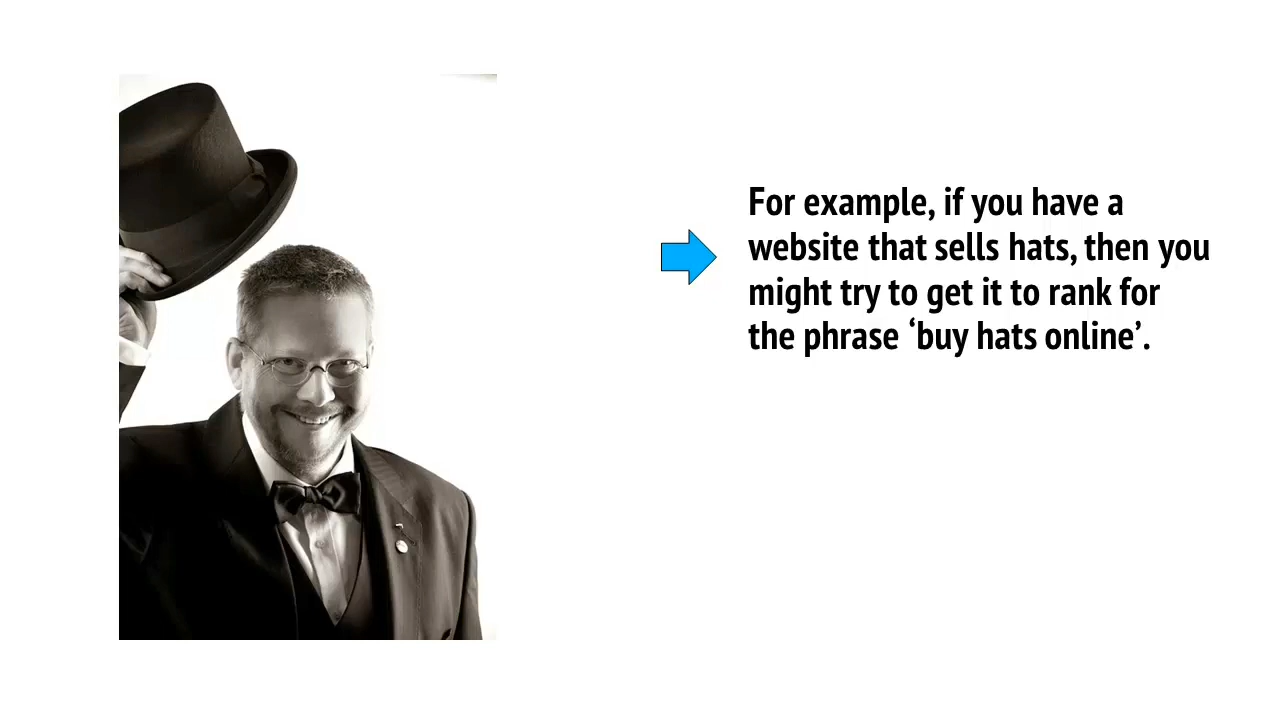 For example, if you have a
website that sells hats, then you
might try to get it to rank for
the phrase ‘buy hats online’.